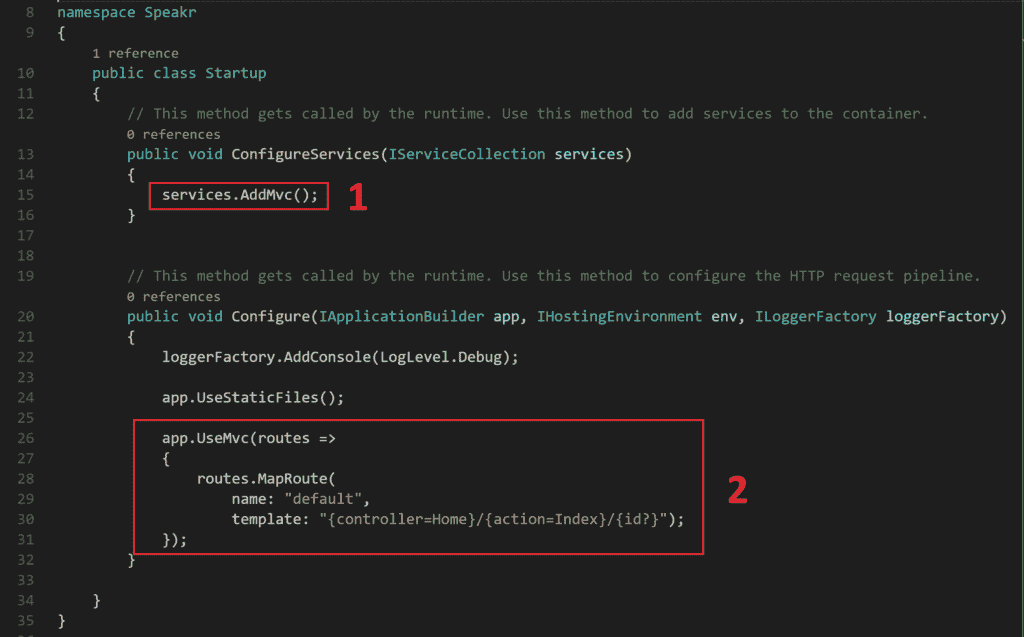 8 namespace Speakr
9 {
1 reference
10 public class Startup
11 {
12 // This method gets called by the runtime. Use this method to add services to the container.
0 references
13 public void ConfigureServices(IServiceCollection services)
14 {
15 services.AddMvc(); 1
16 }
17
18
19 // This method gets called by the runtime. Use this method to configure the HTTP request pipeline.
0 references
20 public void Configure(IApplicationBuilder app, IHostingEnvironment env, ILoggerFactory loggerFactory)
21 {
22 loggerFactory.AddConsole(LogLevel.Debug);
23
24 app.UseStaticFiles();
25
26 app.UseMvc(routes =>
27 {
28 routes.MapRoute(
29 name: "default", 2
30 template: "{controller=Home}/{action=Index}/{id?}");
31 });
32 }
33
34 }
35 }